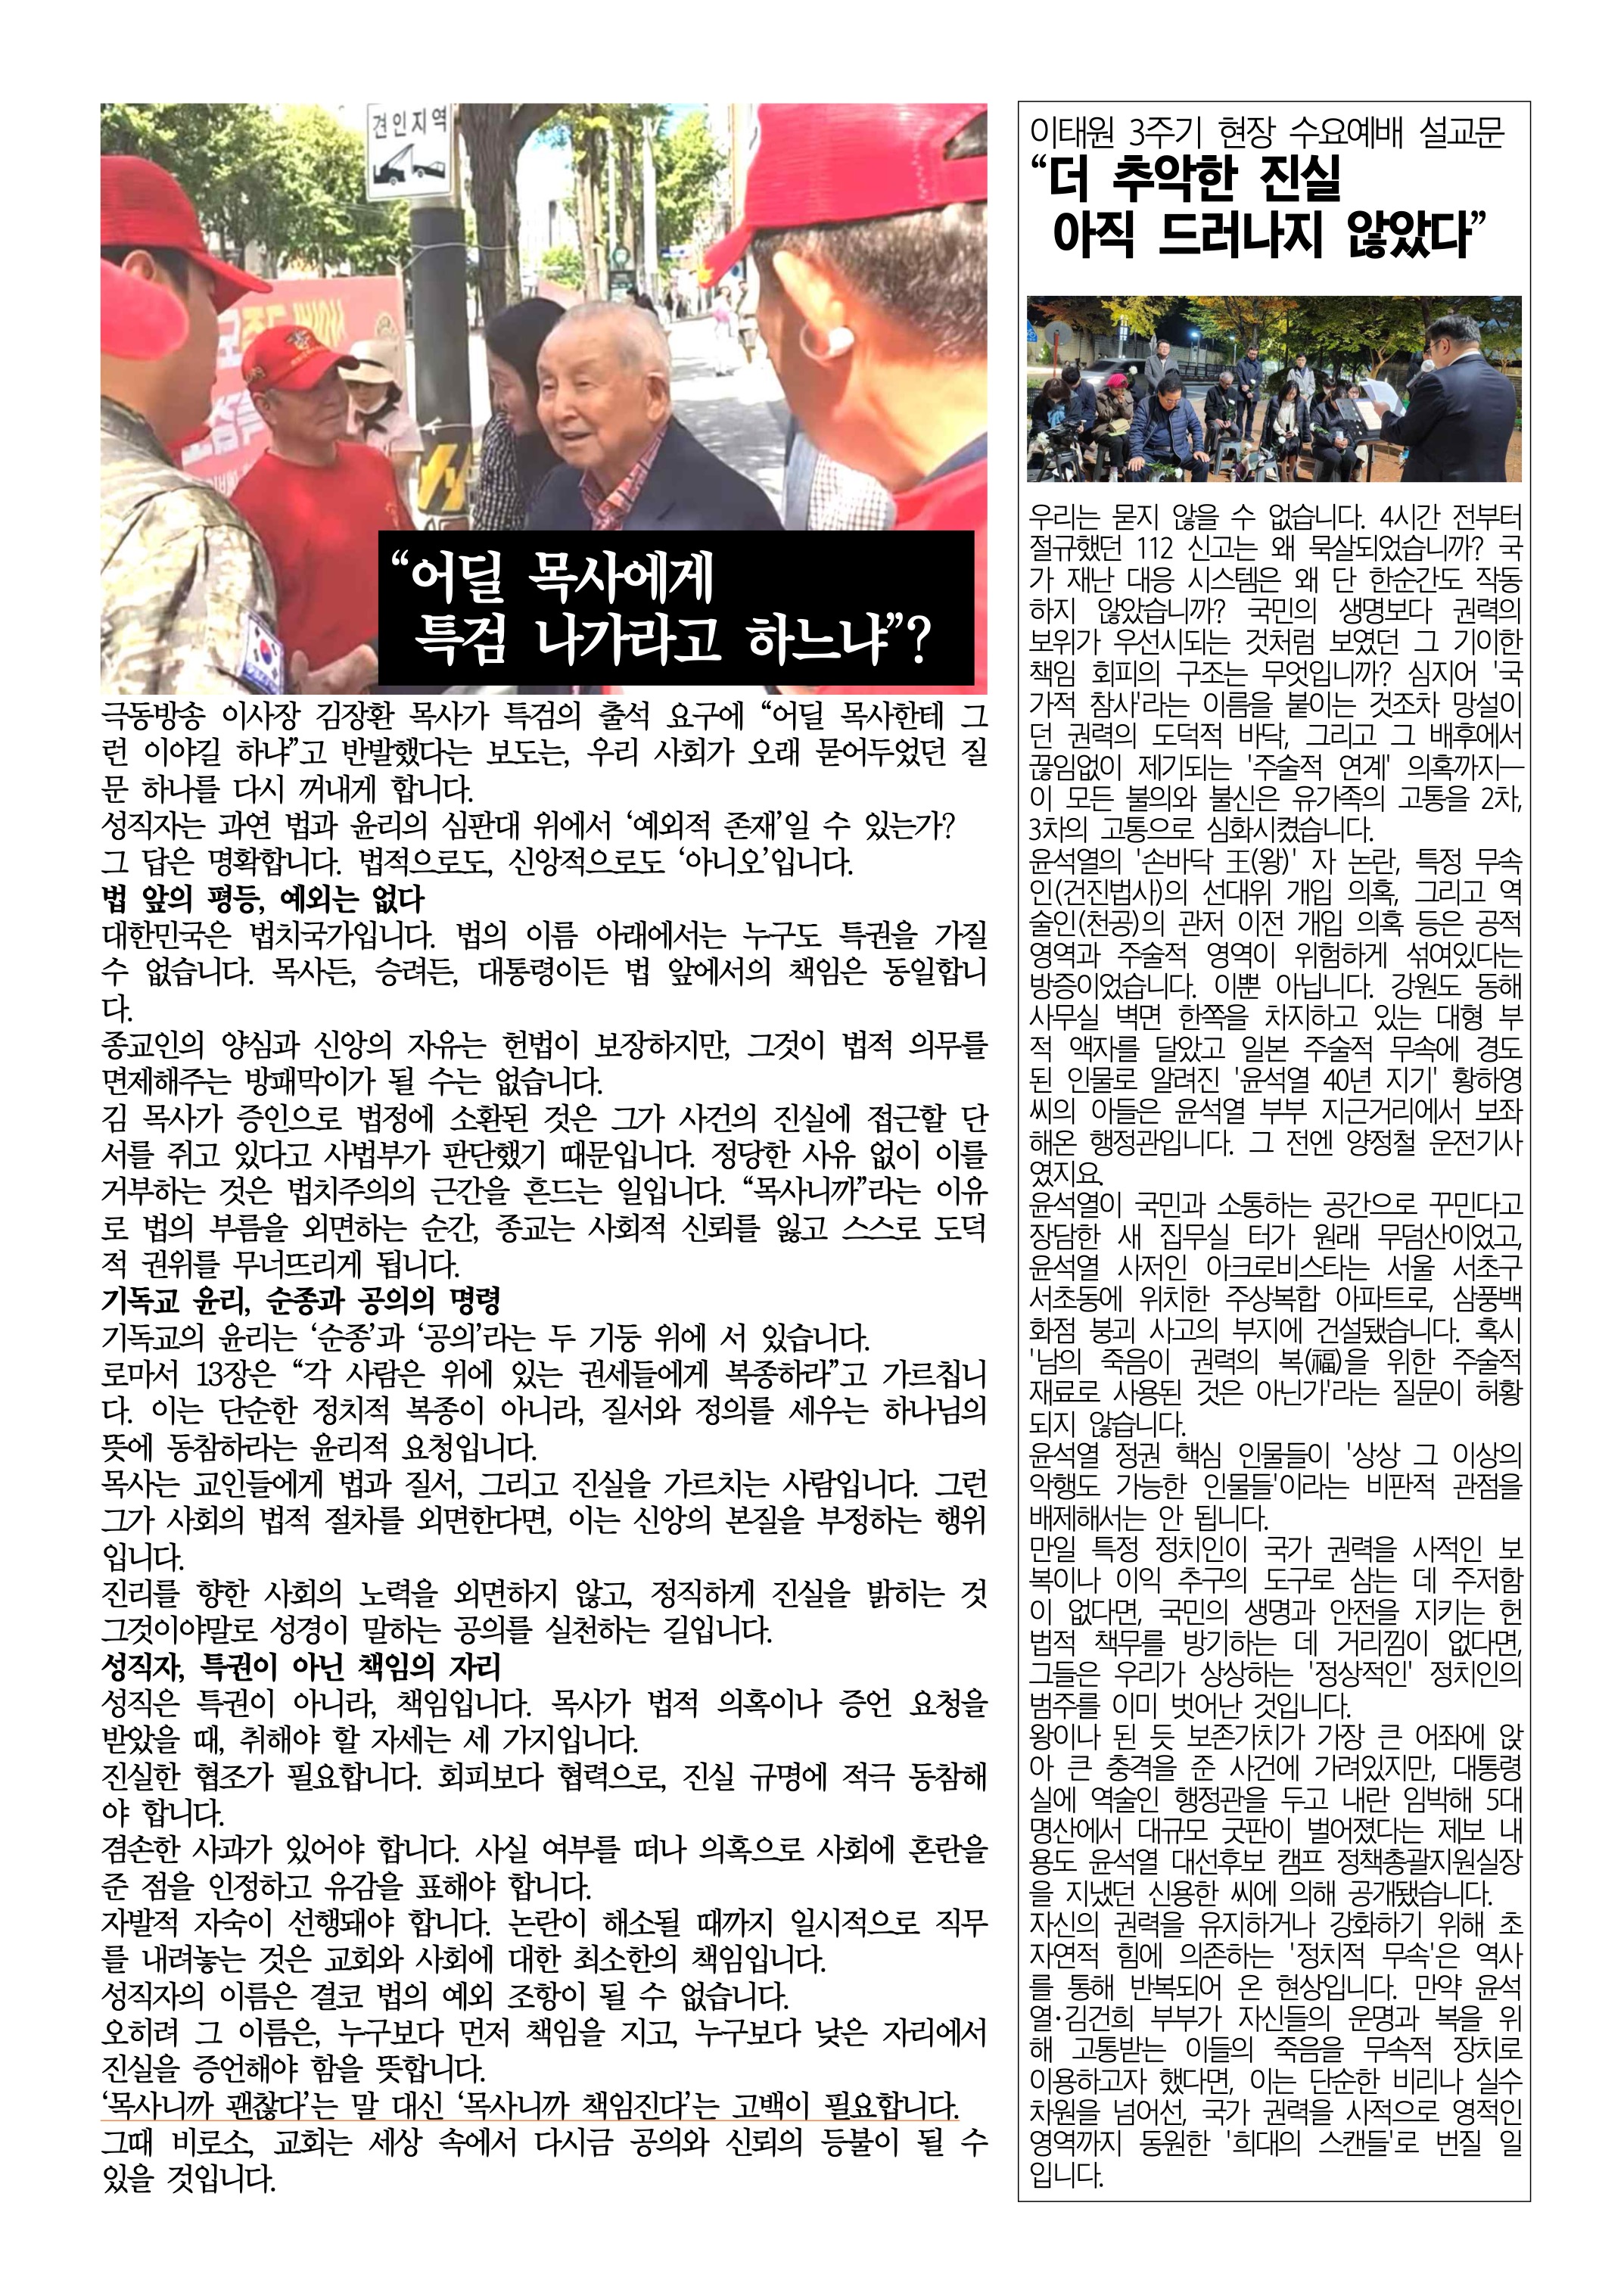 견인지역
“어딜 목사에게
특검 나가라고 하느냐”?
극동방송 이사장 김장환 목사가 특검의 출석 요구에 “어딜 목사한테 그
런 이야길 하냐”고 반발했다는 보도는, 우리 사회가 오래 묻어두었던 질
문 하나를 다시 꺼내게 합니다.
성직자는 과연 법과 윤리의 심판대 위에서 ‘예외적 존재’일 수 있는가?
그 답은 명확합니다. 법적으로도, 신앙적으로도 ‘아니오’입니다.
법 앞의 평등, 예외는 없다
대한민국은 법치국가입니다. 법의 이름 아래에서는 누구도 특권을 가질
수 없습니다. 목사든, 승려든, 대통령이든 법 앞에서의 책임은 동일합니
다.
종교인의 양심과 신앙의 자유는 헌법이 보장하지만, 그것이 법적 의무를
면제해주는 방패막이가 될 수는 없습니다.
김 목사가 증인으로 법정에 소환된 것은 그가 사건의 진실에 접근할 단
서를 쥐고 있다고 사법부가 판단했기 때문입니다. 정당한 사유 없이 이를
거부하는 것은 법치주의의 근간을 흔드는 일입니다. “목사니까”라는 이유
로 법의 부름을 외면하는 순간, 종교는 사회적 신뢰를 잃고 스스로 도덕
적 권위를 무너뜨리게 됩니다.
기독교 윤리, 순종과 공의의 명령
기독교의 윤리는 ‘순종’과 ‘공의’라는 두 기둥 위에 서 있습니다.
로마서 13장은 “각 사람은 위에 있는 권세들에게 복종하라”고 가르칩니
다. 이는 단순한 정치적 복종이 아니라, 질서와 정의를 세우는 하나님의
뜻에 동참하라는 윤리적 요청입니다.
목사는 교인들에게 법과 질서, 그리고 진실을 가르치는 사람입니다. 그런
그가 사회의 법적 절차를 외면한다면, 이는 신앙의 본질을 부정하는 행위
입니다.
진리를 향한 사회의 노력을 외면하지 않고, 정직하게 진실을 밝히는 것
그것이야말로 성경이 말하는 공의를 실천하는 길입니다.
성직자, 특권이 아닌 책임의 자리
성직은 특권이 아니라, 책임입니다. 목사가 법적 의혹이나 증언 요청을
받았을 때, 취해야 할 자세는 세 가지입니다.
진실한 협조가 필요합니다. 회피보다 협력으로, 진실 규명에 적극 동참해
야 합니다.
겸손한 사과가 있어야 합니다. 사실 여부를 떠나 의혹으로 사회에 혼란을
준 점을 인정하고 유감을 표해야 합니다.
자발적 자숙이 선행돼야 합니다. 논란이 해소될 때까지 일시적으로 직무
를 내려놓는 것은 교회와 사회에 대한 최소한의 책임입니다.
성직자의 이름은 결코 법의 예외 조항이 될 수 없습니다.
오히려 그 이름은, 누구보다 먼저 책임을 지고, 누구보다 낮은 자리에서
진실을 증언해야 함을 뜻합니다.
‘목사니까 괜찮다’는 말 대신 ‘목사니까 책임진다’는 고백이 필요합니다.
그때 비로소, 교회는 세상 속에서 다시금 공의와 신뢰의 등불이 될 수
있을 것입니다.
이태원 3주기 현장 수요예배 설교문
“더 추악한 진실
아직 드러나지 않았다”
우리는 묻지 않을 수 없습니다. 4시간 전부터
절규했던 112 신고는 왜 묵살되었습니까? 국
가 재난 대응 시스템은 왜 단 한순간도 작동
하지 않았습니까? 국민의 생명보다 권력의
보위가 우선시되는 것처럼 보였던 그 기이한
책임 회피의 구조는 무엇입니까? 심지어 '국
가적 참사'라는 이름을 붙이는 것조차 망설이
던 권력의 도덕적 바닥, 그리고 그 배후에서
끊임없이 제기되는 '주술적 연계' 의혹까지—
이 모든 불의와 불신은 유가족의 고통을 2차,
3차의 고통으로 심화시켰습니다.
윤석열의 '손바닥 王(왕)' 자 논란, 특정 무속
인(건진법사)의 선대위 개입 의혹, 그리고 역
술인(천공)의 관저 이전 개입 의혹 등은 공적
영역과 주술적 영역이 위험하게 섞여있다는
방증이었습니다. 이뿐 아닙니다. 강원도 동해
사무실 벽면 한쪽을 차지하고 있는 대형 부
적 액자를 달았고 일본 주술적 무속에 경도
된 인물로 알려진 '윤석열 40년 지기' 황하영
씨의 아들은 윤석열 부부 지근거리에서 보좌
해온 행정관입니다. 그 전엔 양정철 운전기사
였지요.
윤석열이 국민과 소통하는 공간으로 꾸민다고
장담한 새 집무실 터가 원래 무덤산이었고,
윤석열 사저인 아크로비스타는 서울 서초구
서초동에 위치한 주상복합 아파트로, 삼풍백
화점 붕괴 사고의 부지에 건설됐습니다. 혹시
'남의 죽음이 권력의 복(福)을 위한 주술적
재료로 사용된 것은 아닌가'라는 질문이 허황
되지 않습니다.
윤석열 정권 핵심 인물들이 '상상 그 이상의
악행도 가능한 인물들'이라는 비판적 관점을
배제해서는 안 됩니다.
만일 특정 정치인이 국가 권력을 사적인 보
복이나 이익 추구의 도구로 삼는 데 주저함
이 없다면, 국민의 생명과 안전을 지키는 헌
법적 책무를 방기하는 데 거리낌이 없다면,
그들은 우리가 상상하는 '정상적인' 정치인의
범주를 이미 벗어난 것입니다.
왕이나 된 듯 보존가치가 가장 큰 어좌에 앉
아 큰 충격을 준 사건에 가려있지만, 대통령
실에 역술인 행정관을 두고 내란 임박해 5대
명산에서 대규모 굿판이 벌어졌다는 제보 내
용도 윤석열 대선후보 캠프 정책총괄지원실장
을 지냈던 신용한 씨에 의해 공개됐습니다.
자신의 권력을 유지하거나 강화하기 위해 초
자연적 힘에 의존하는 '정치적 무속'은 역사
를 통해 반복되어 온 현상입니다. 만약 윤석
열·김건희 부부가 자신들의 운명과 복을 위
해 고통받는 이들의 죽음을 무속적 장치로
이용하고자 했다면, 이는 단순한 비리나 실수
차원을 넘어선, 국가 권력을 사적으로 영적인
영역까지 동원한 '희대의 스캔들'로 번질 일
입니다.